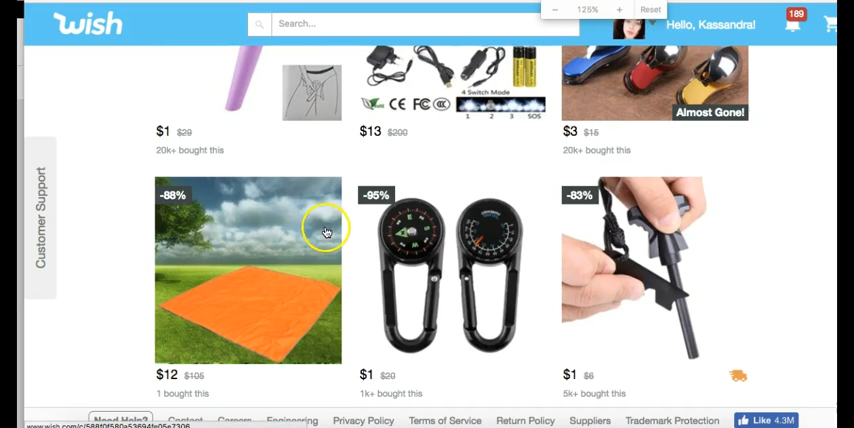 125%
Reset
wish
Search...
Hello, Kassandra!
189
4 Switch Mode
CE FC
1 2 3 SOS
Almost Gone!
$1 $29
20k+ bought this
$13 $200
$3 $15
20k+ bought this
Customer Support
-88%
-95%
-83%
$12 $105
1 bought this
$1 $20
1k+ bought this
$1 $6
5k+ bought this
Need Help? Contact Careers Engineering Privacy Policy Terms of Service Return Policy Suppliers Trademark Protection Like 4.3M